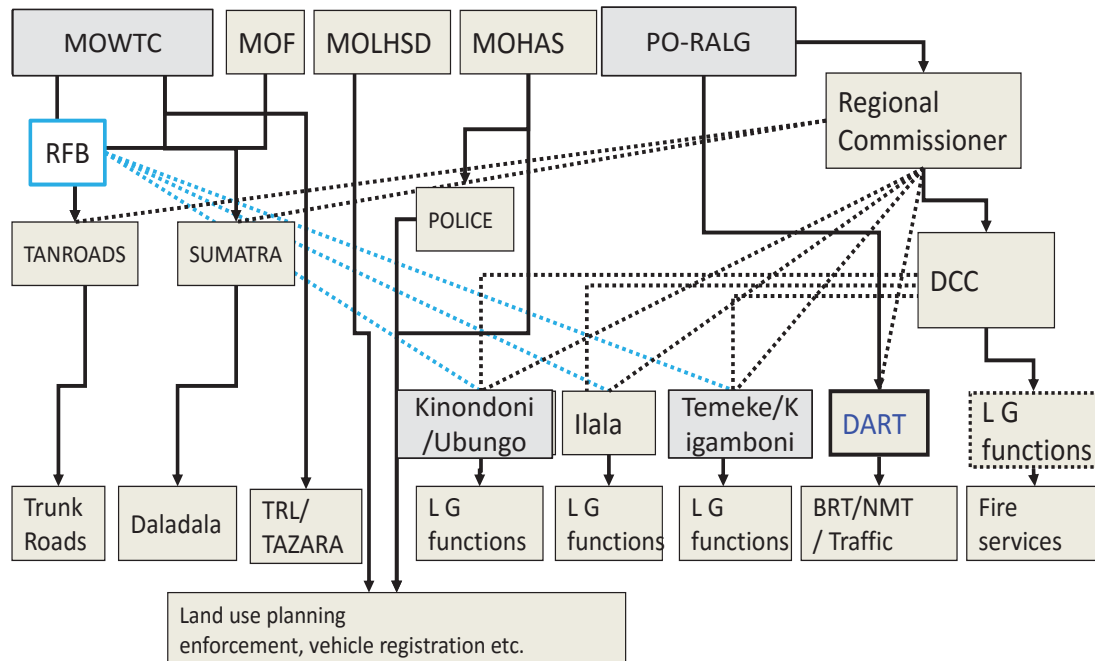 MOWTC
MOF
MOLHSD
MOHAS
PO-RALG
Regional
Commissioner
RFB
TANROADS
SUMATRA
POLICE
DCC
Kinondoni
/Ubungo
Ilala
Temeke/K
igamboni
DART
L G
functions
Trunk
Roads
Daladala
TRL/
TAZARA
L G
functions
L G
functions
L G
functions
BRT/NMT
/ Traffic
Fire
services
Land use planning
enforcement, vehicle registration etc.